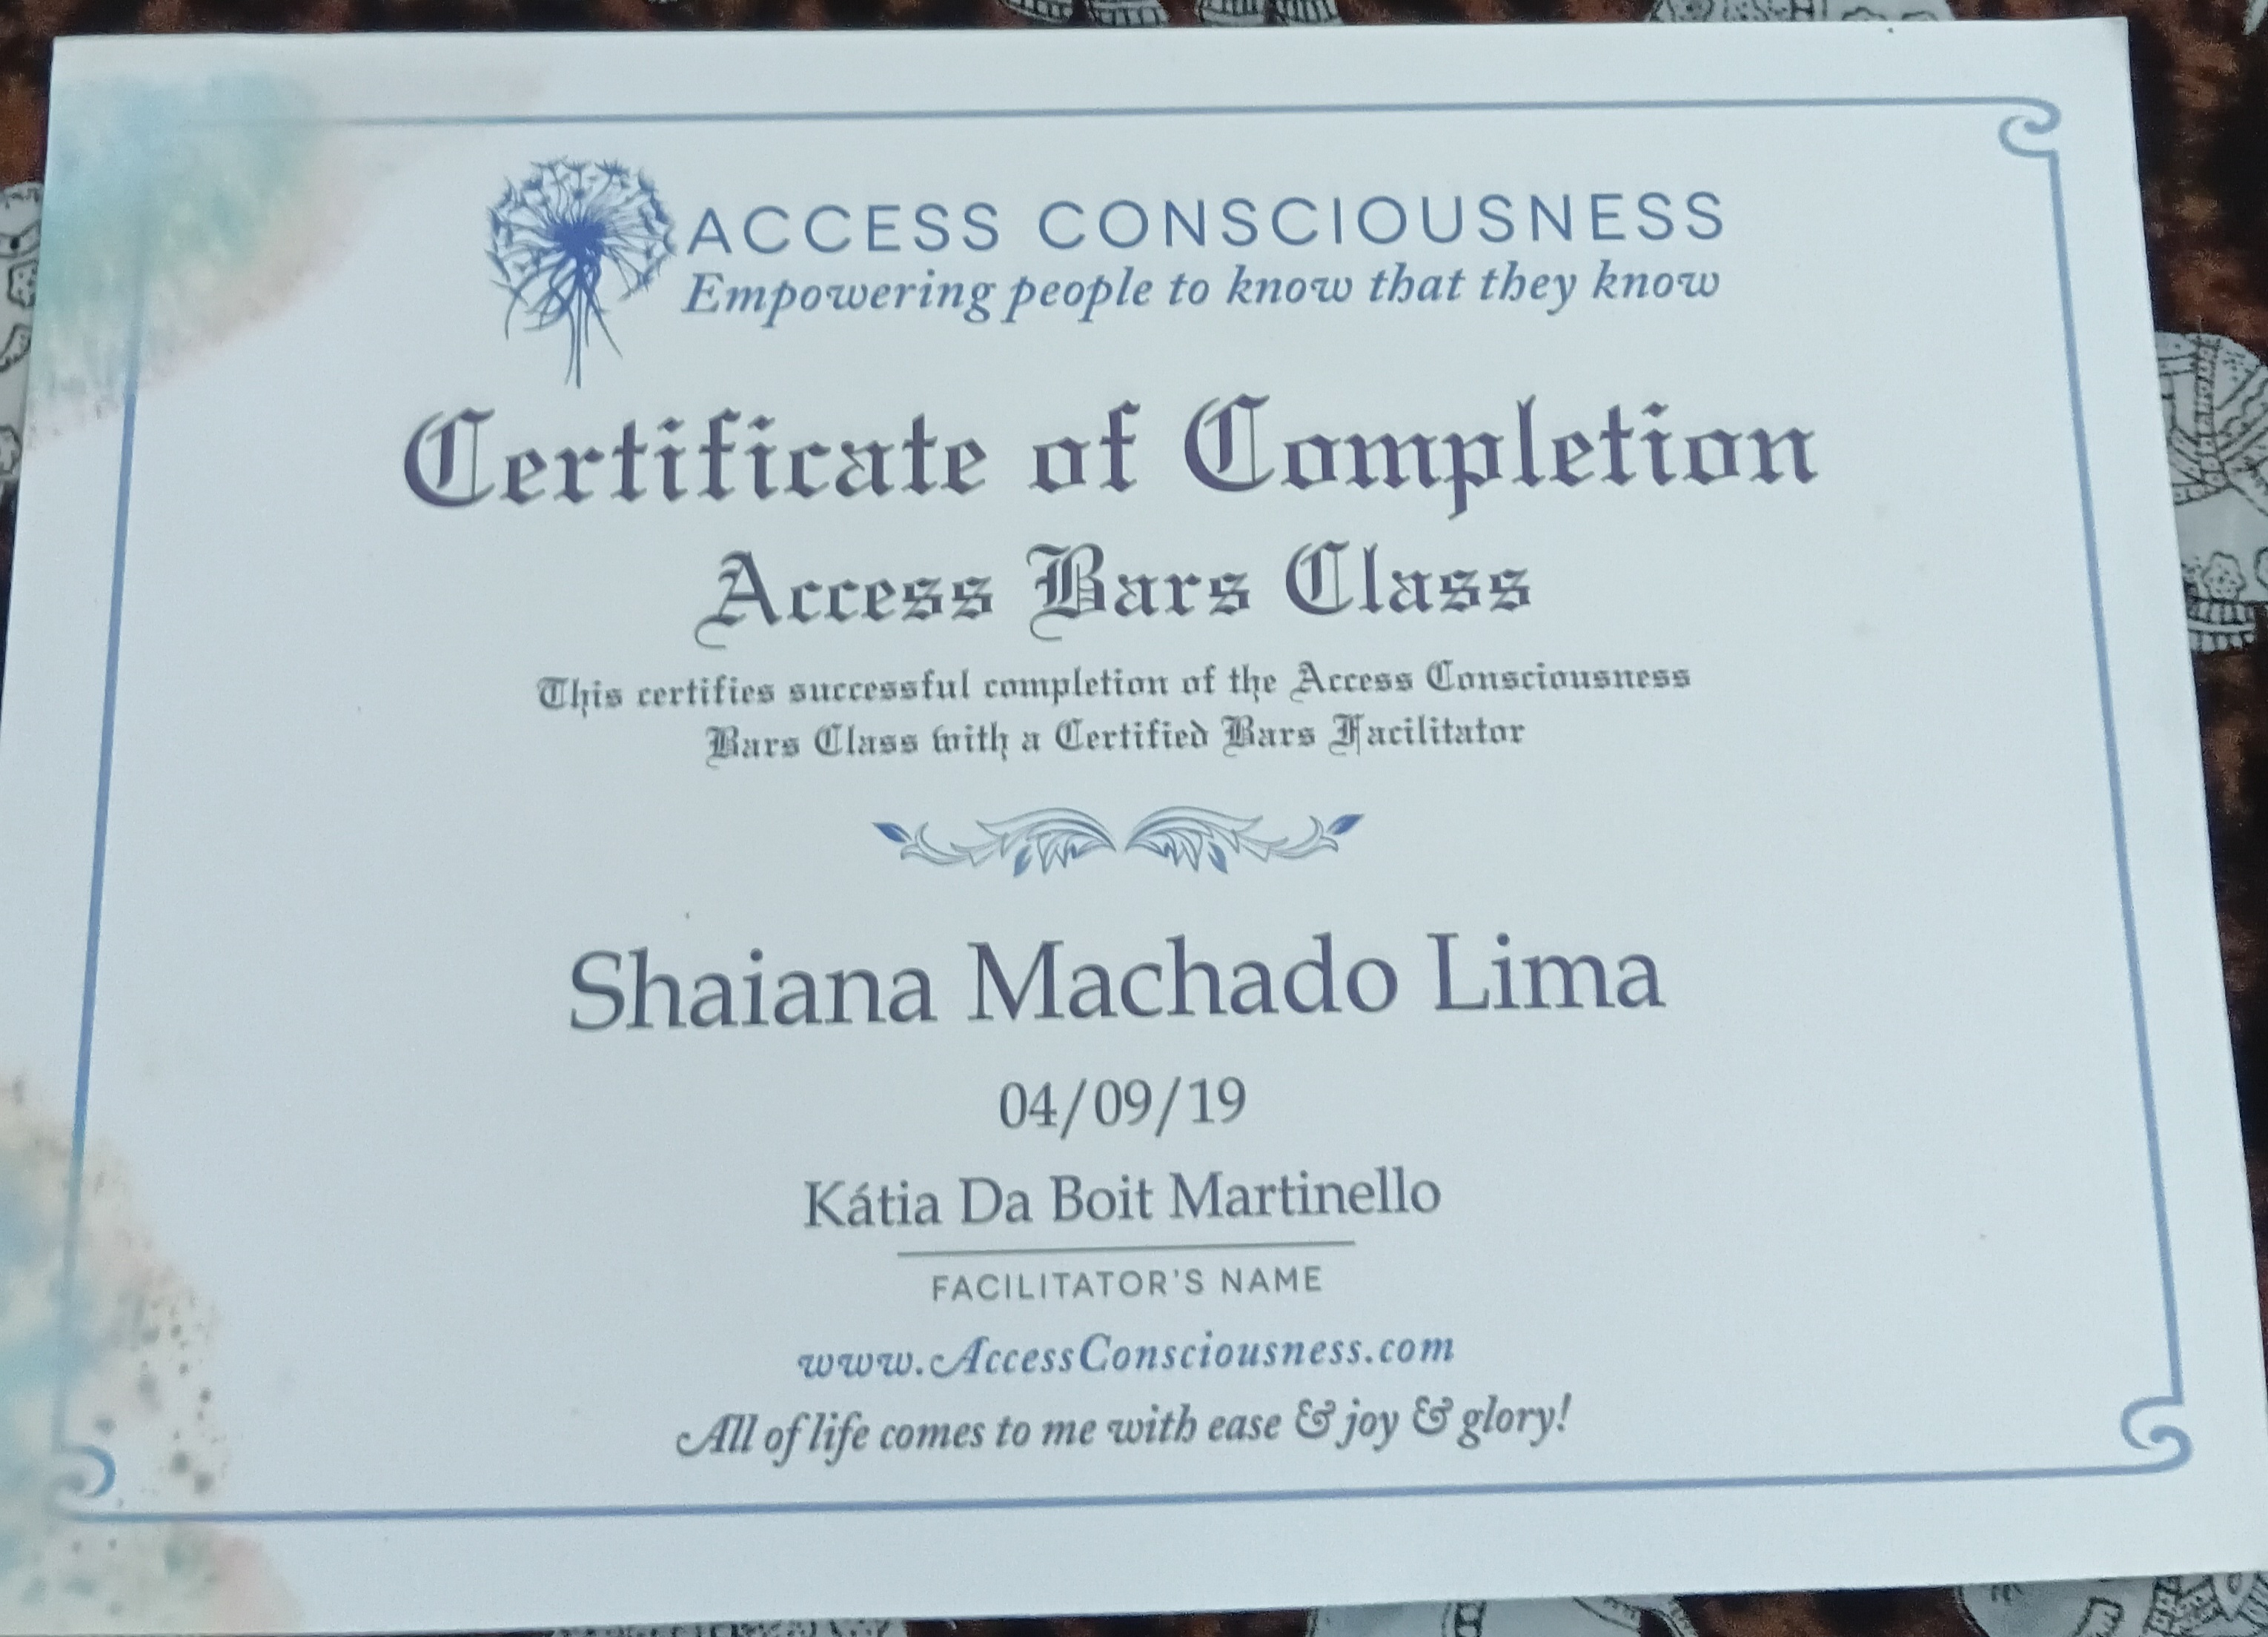 ACCESS CONSCIOUSNESS
Empowering people to know that they know
Certificate of Completion
Access Bars Class
This certifies successful completion of the Access Consciousness
Bars Class with a Certified Bars Facilitator
Shaiana Machado Lima
04/09/19
Kátia Da Boit Martinello
FACILITATOR'S NAME
www.AccessConsciousness.com
All of life comes to me with ease & joy & glory!